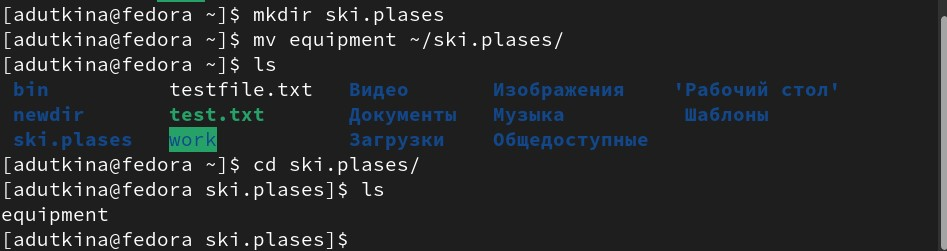 [adutkina@fedora ~]$ mkdir ski.plases
[adutkina@fedora ~]$ mv equipment ~/ski.plases/
[adutkina@fedora ~]$ ls
bin testfile.txt Видео Изображения 'Рабочий стол'
newdir test.txt Документы Музыка Шаблоны
ski.plases work Загрузки Общедоступные
[adutkina@fedora ~]$ cd ski.plases/
[adutkina@fedora ski.plases]$ ls
equipment
[adutkina@fedora ski.plases]$